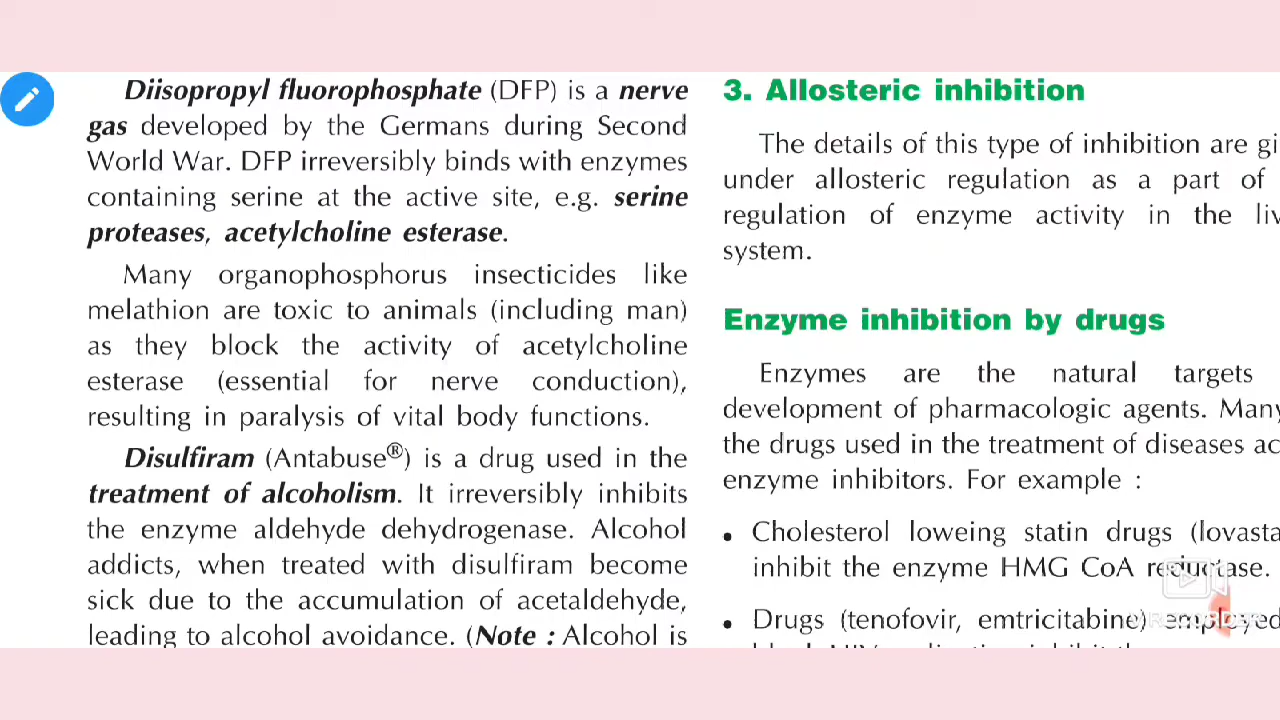 Diisopropyl fluorophosphate (DFP) is a nerve
gas developed by the Germans during Second
World War. DFP irreversibly binds with enzymes
containing serine at the active site, e.g. serine
proteases, acetylcholine esterase.
Many organophosphorus insecticides like
melathion are toxic to animals (including man)
as they block the activity of acetylcholine
esterase (essential for nerve conduction),
resulting in paralysis of vital body functions.
Disulfiram (Antabuse®) is a drug used in the
treatment of alcoholism. It irreversibly inhibits
the enzyme aldehyde dehydrogenase. Alcohol
addicts, when treated with disulfiram become
sick due to the accumulation of acetaldehyde,
leading to alcohol avoidance. (Note : Alcohol is
3. Allosteric inhibition
The details of this type of inhibition are gi
under allosteric regulation as a part of
regulation of enzyme activity in the liv
system.
Enzyme inhibition by drugs
Enzymes are the natural targets
development of pharmacologic agents. Many
the drugs used in the treatment of diseases ac
enzyme inhibitors. For example :
• Cholesterol loweing statin drugs (lovasta
inhibit the enzyme HMG CoA reductase.
• Drugs (tenofovir, emtricitabine) employed